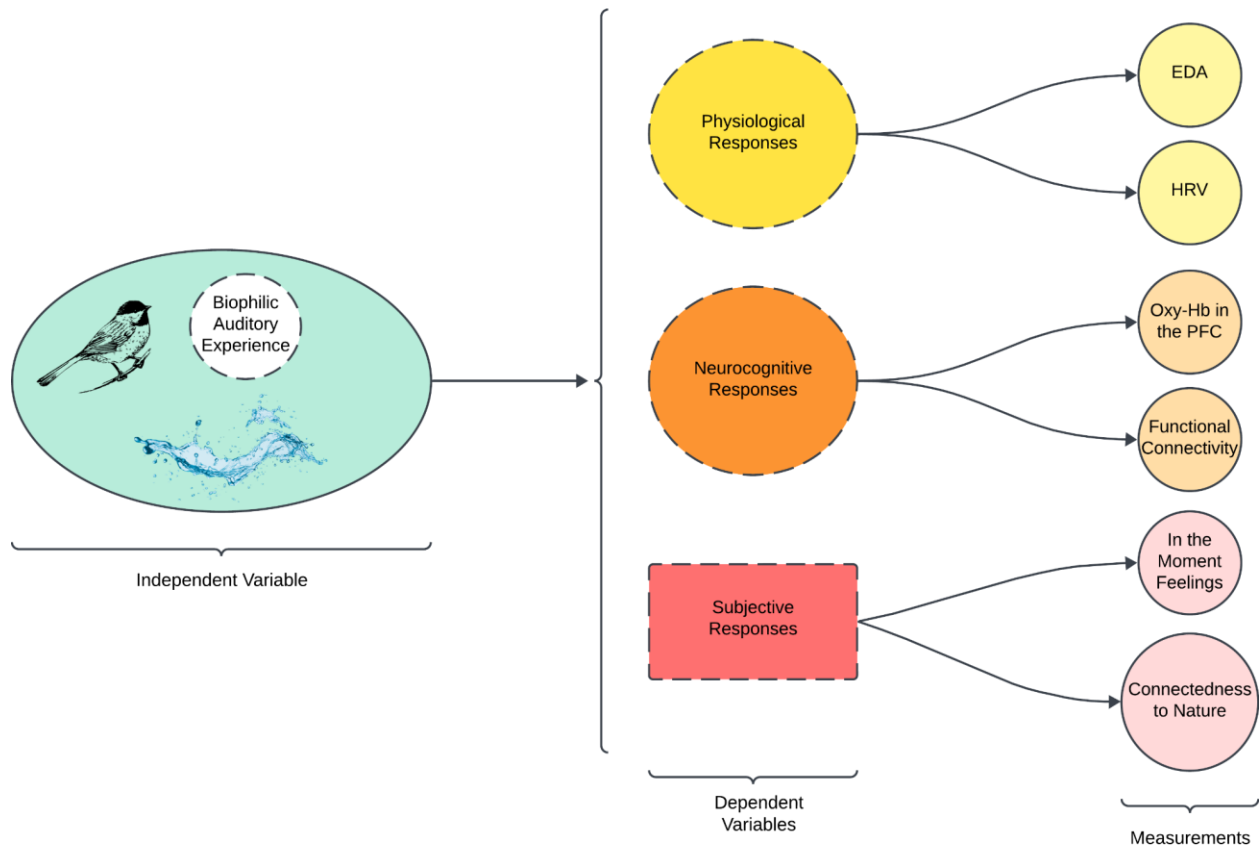 Biophilic
Auditory
Experience
Independent Variable
Physiological
Responses
Neurocognitive
Responses
Subjective
Responses
Dependent
Variables
EDA
HRV
Oxy-Hb in
the PFC
Functional
Connectivity
In the
Moment
Feelings
Connectedness
to Nature
Measurements